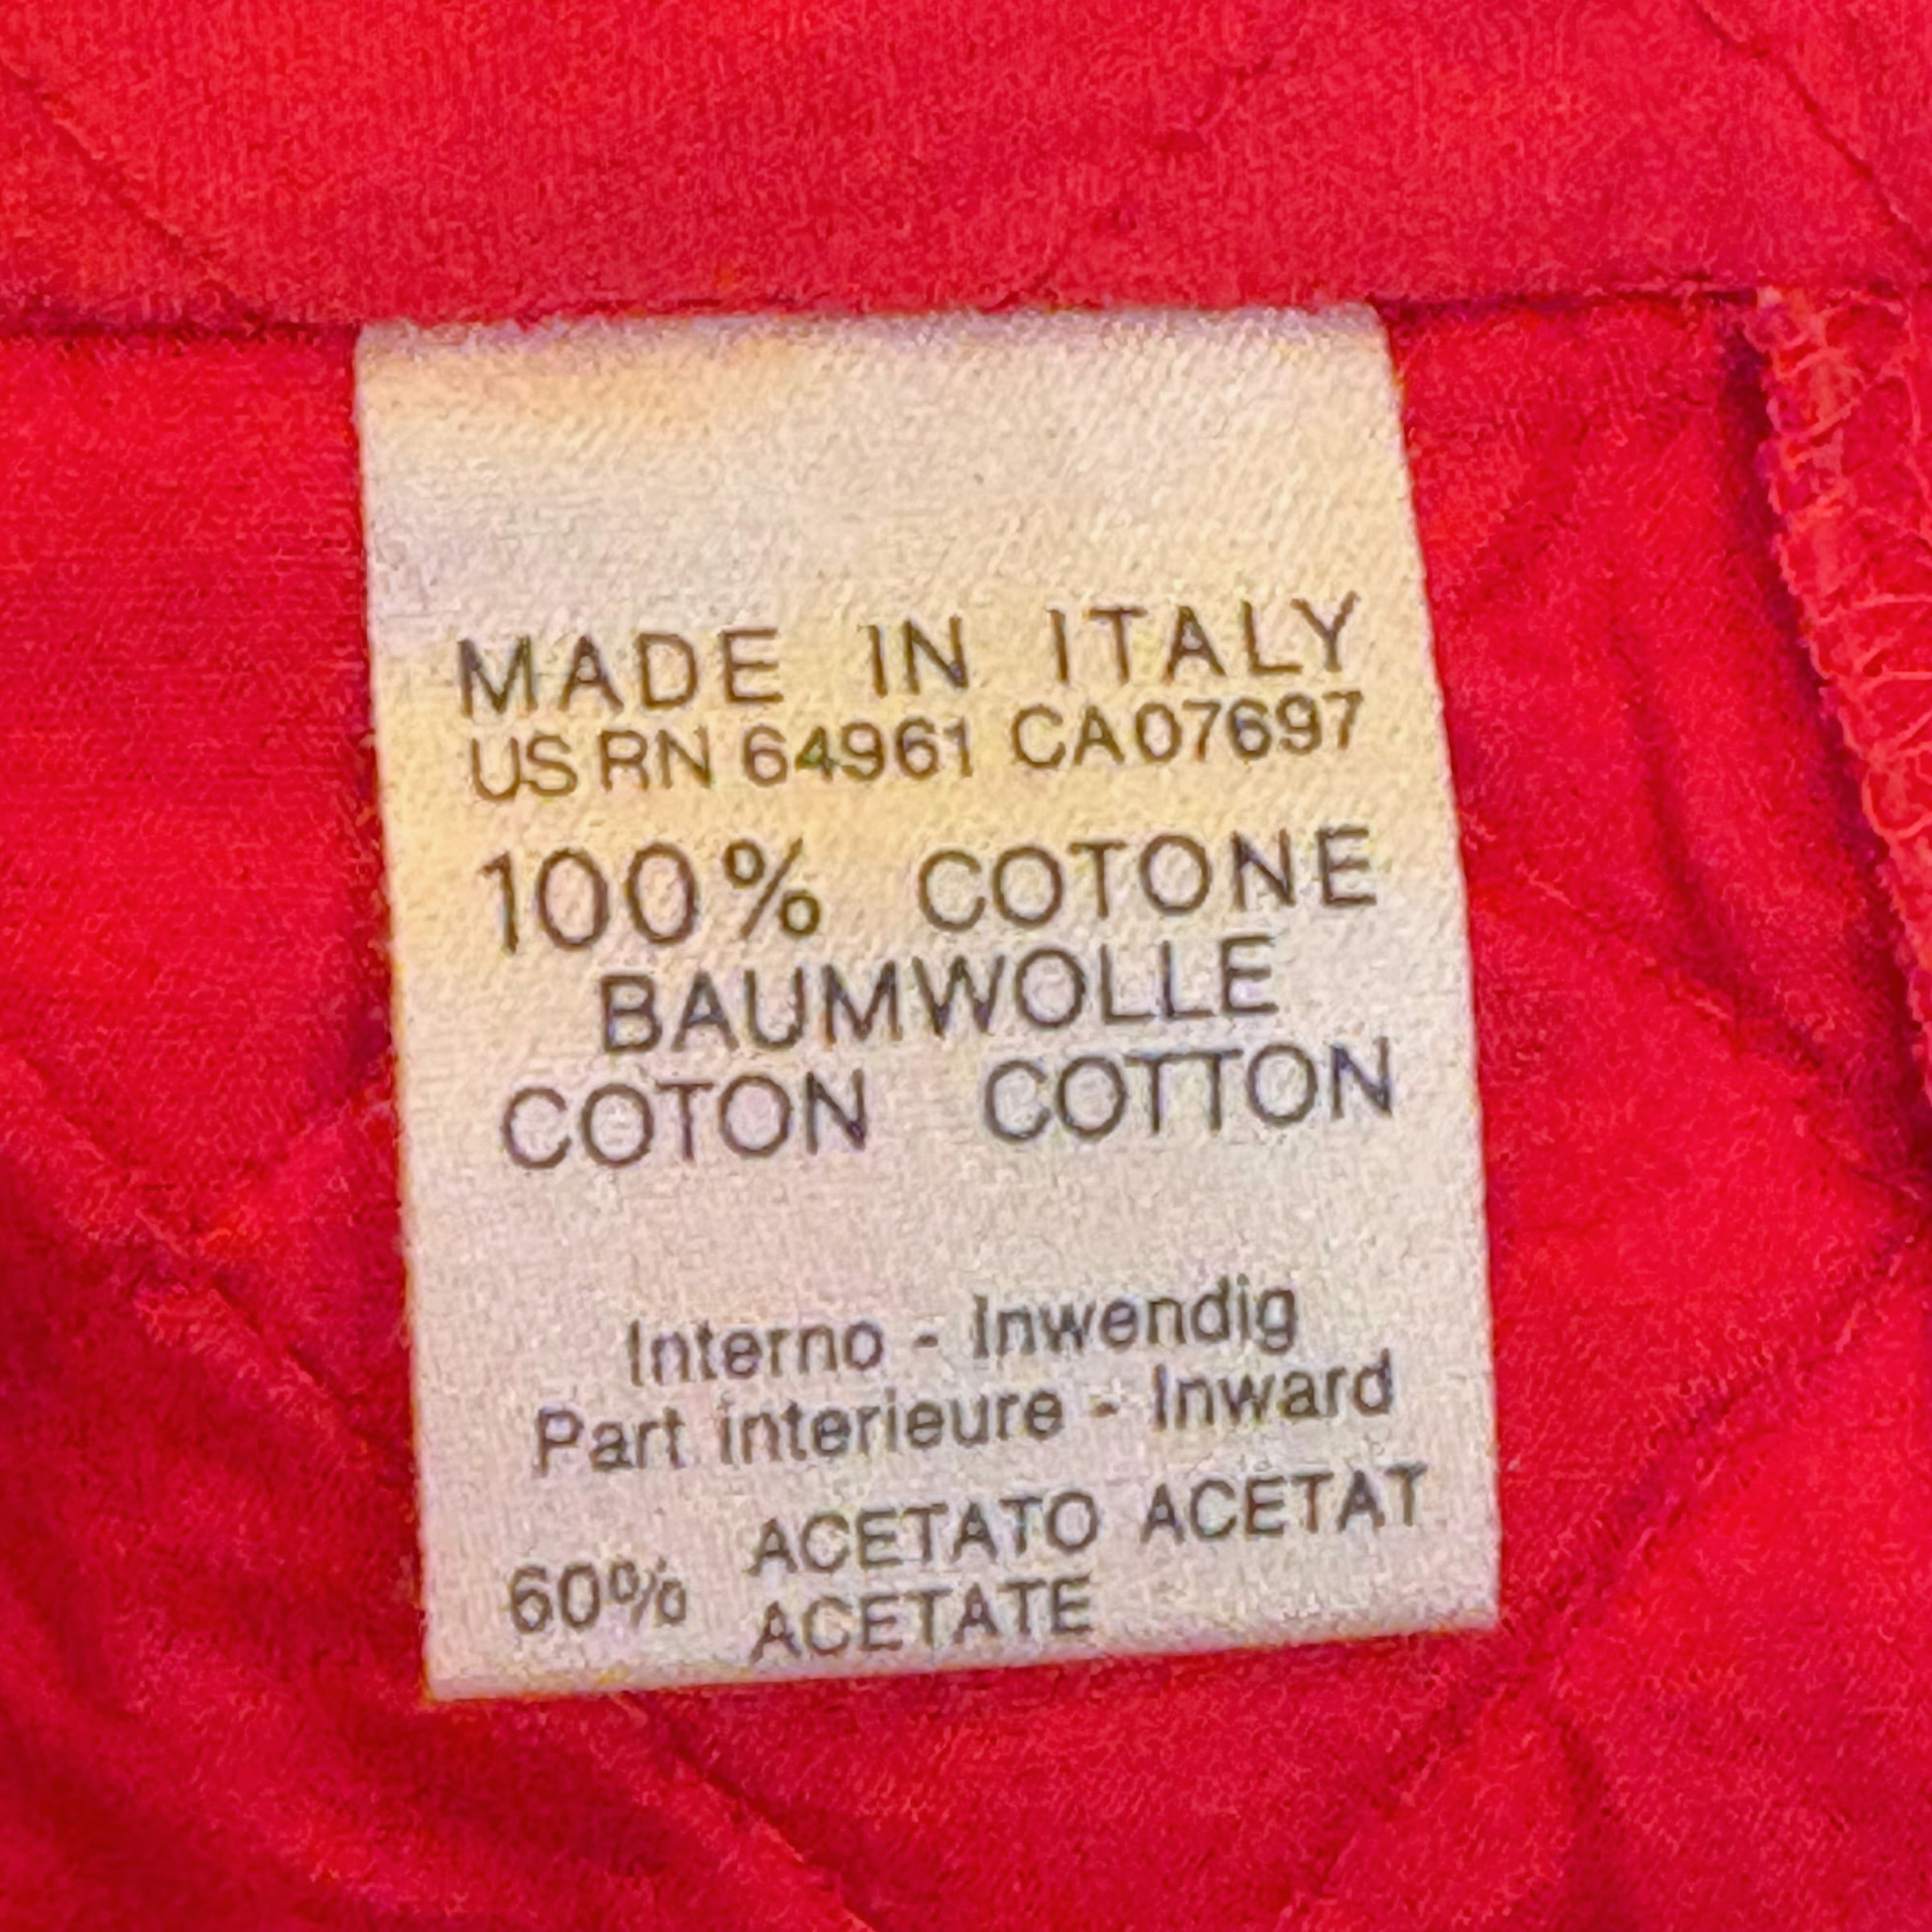 MADE IN ITALY
US RN 64961 CA07697
100% COTONE
BAUMWOLLE
COTON COTTON
Interno - Inwendig
Part interieure - Inward
60% ACETATO ACETAT
ACETATE